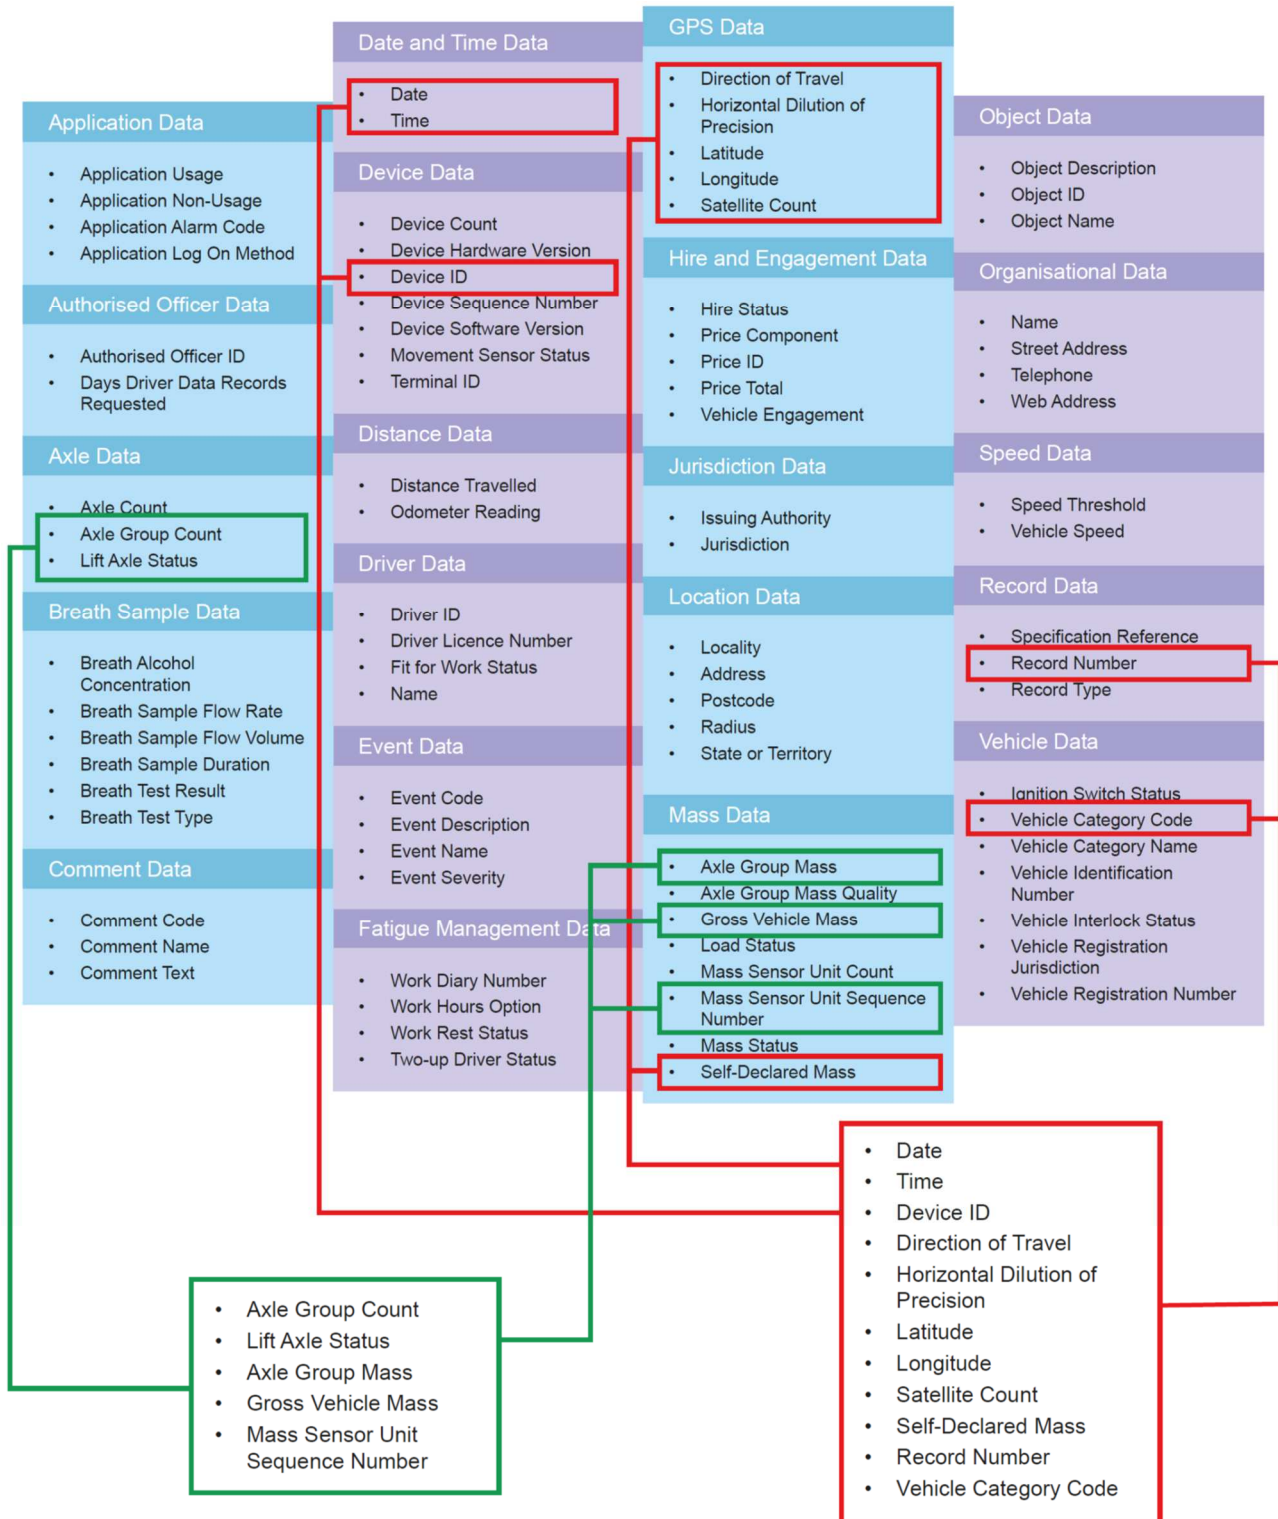 Application Data
• Application Usage
• Application Non-Usage
• Application Alarm Code
• Application Log On Method
Authorised Officer Data
• Authorised Officer ID
• Days Driver Data Records
Requested
Axle Data
• Axle Count
• Axle Group Count
• Lift Axle Status
Breath Sample Data
• Breath Alcohol
Concentration
• Breath Sample Flow Rate
• Breath Sample Flow Volume
• Breath Sample Duration
• Breath Test Result
• Breath Test Type
Comment Data
• Comment Code
• Comment Name
• Comment Text
Date and Time Data
• Date
• Time
Device Data
• Device Count
• Device Hardware Version
• Device ID
• Device Sequence Number
• Device Software Version
• Movement Sensor Status
• Terminal ID
Distance Data
• Distance Travelled
• Odometer Reading
Driver Data
• Driver ID
• Driver Licence Number
• Fit for Work Status
• Name
Event Data
• Event Code
• Event Description
• Event Name
• Event Severity
Fatigue Management Data
• Work Diary Number
• Work Hours Option
• Work Rest Status
• Two-up Driver Status
GPS Data
• Direction of Travel
• Horizontal Dilution of
Precision
• Latitude
• Longitude
• Satellite Count
Hire and Engagement Data
• Hire Status
• Price Component
• Price ID
• Price Total
• Vehicle Engagement
Jurisdiction Data
• Issuing Authority
• Jurisdiction
Location Data
• Locality
• Address
• Postcode
• Radius
• State or Territory
Mass Data
• Axle Group Mass
• Axle Group Mass Quality
• Gross Vehicle Mass
• Load Status
• Mass Sensor Unit Count
• Mass Sensor Unit Sequence
Number
• Mass Status
• Self-Declared Mass
Object Data
• Object Description
• Object ID
• Object Name
Organisational Data
• Name
• Street Address
• Telephone
• Web Address
Speed Data
• Speed Threshold
• Vehicle Speed
Record Data
• Specification Reference
• Record Number
• Record Type
Vehicle Data
• Ignition Switch Status
• Vehicle Category Code
• Vehicle Category Name
• Vehicle Identification
Number
• Vehicle Interlock Status
• Vehicle Registration
Jurisdiction
• Vehicle Registration Number
• Axle Group Count
• Lift Axle Status
• Axle Group Mass
• Gross Vehicle Mass
• Mass Sensor Unit
Sequence Number
• Date
• Time
• Device ID
• Direction of Travel
• Horizontal Dilution of
Precision
• Latitude
• Longitude
• Satellite Count
• Self-Declared Mass
• Record Number
• Vehicle Category Code